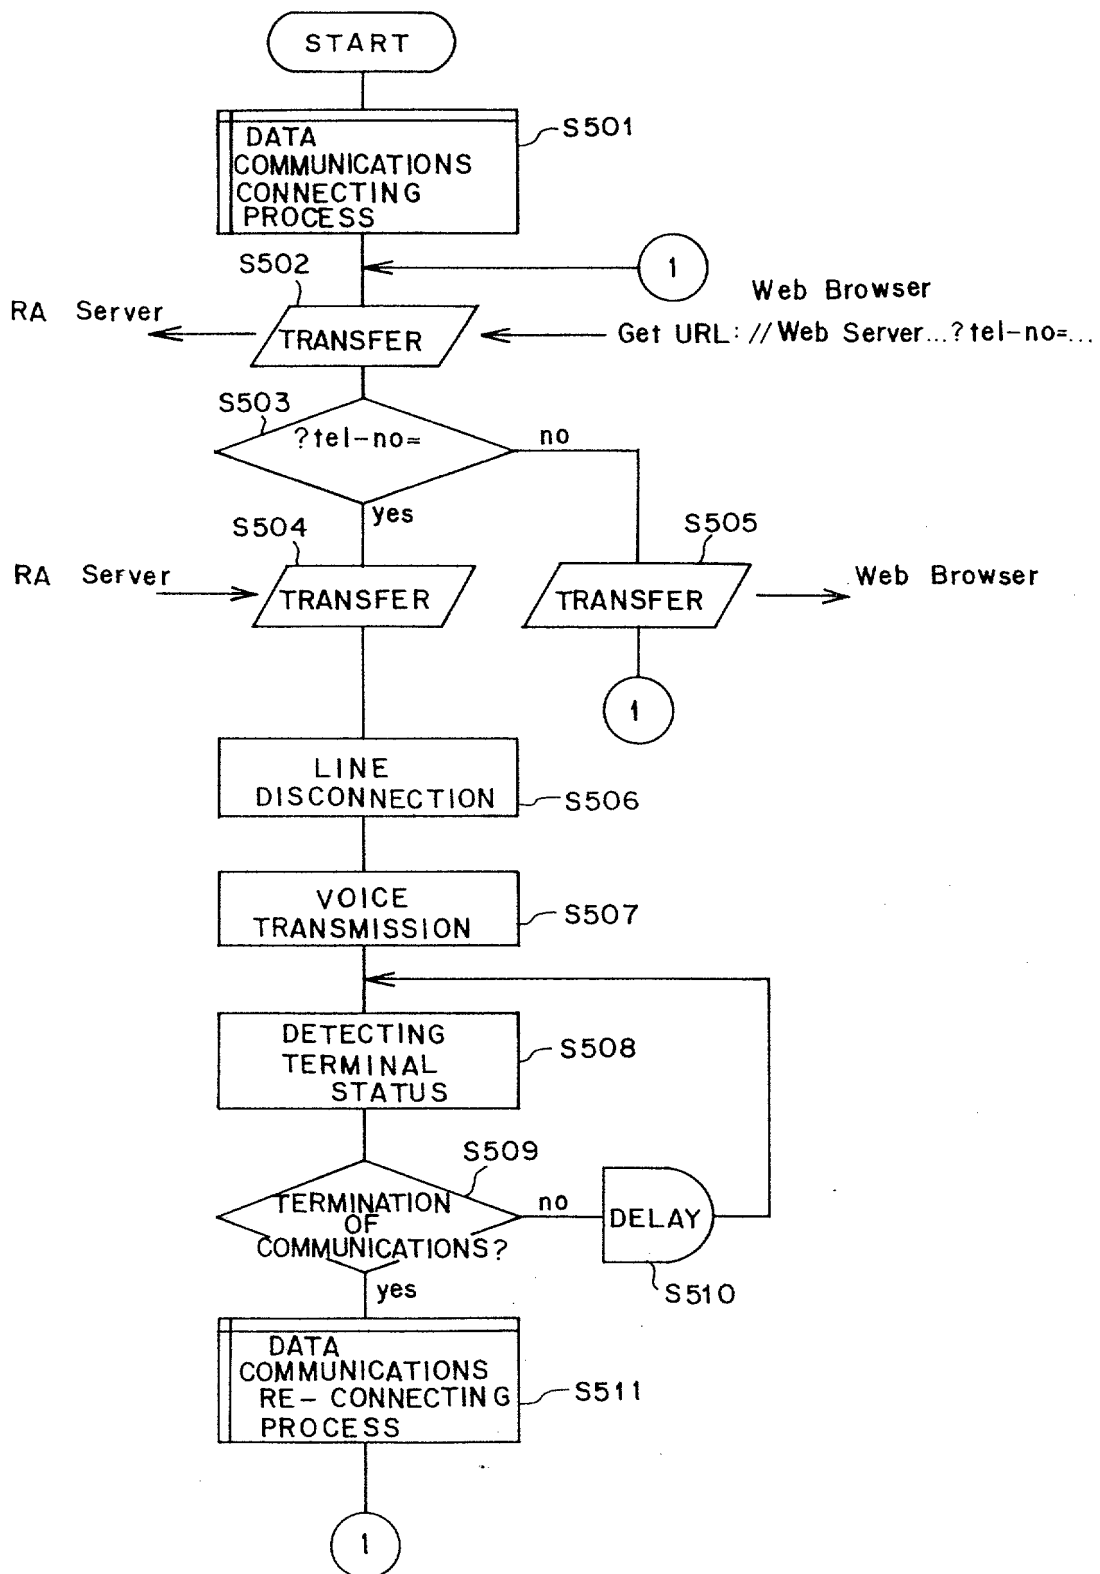 START
S501
DATA
COMMUNICATIONS
CONNECTING
PROCESS
S502
1
Web Browser
RA Server
TRANSFER
Get URL: //Web Server...?tel-no=...
S503
?tel-no=
no
yes
S504
S505
RA Server
TRANSFER
TRANSFER
Web Browser
1
LINE
DISCONNECTION
S506
VOICE
TRANSMISSION
S507
DETECTING
TERMINAL
STATUS
S508
S509
TERMINATION
OF
COMMUNICATIONS?
no
DELAY
S510
yes
DATA
COMMUNICATIONS
RE-CONNECTING
PROCESS
S511
1